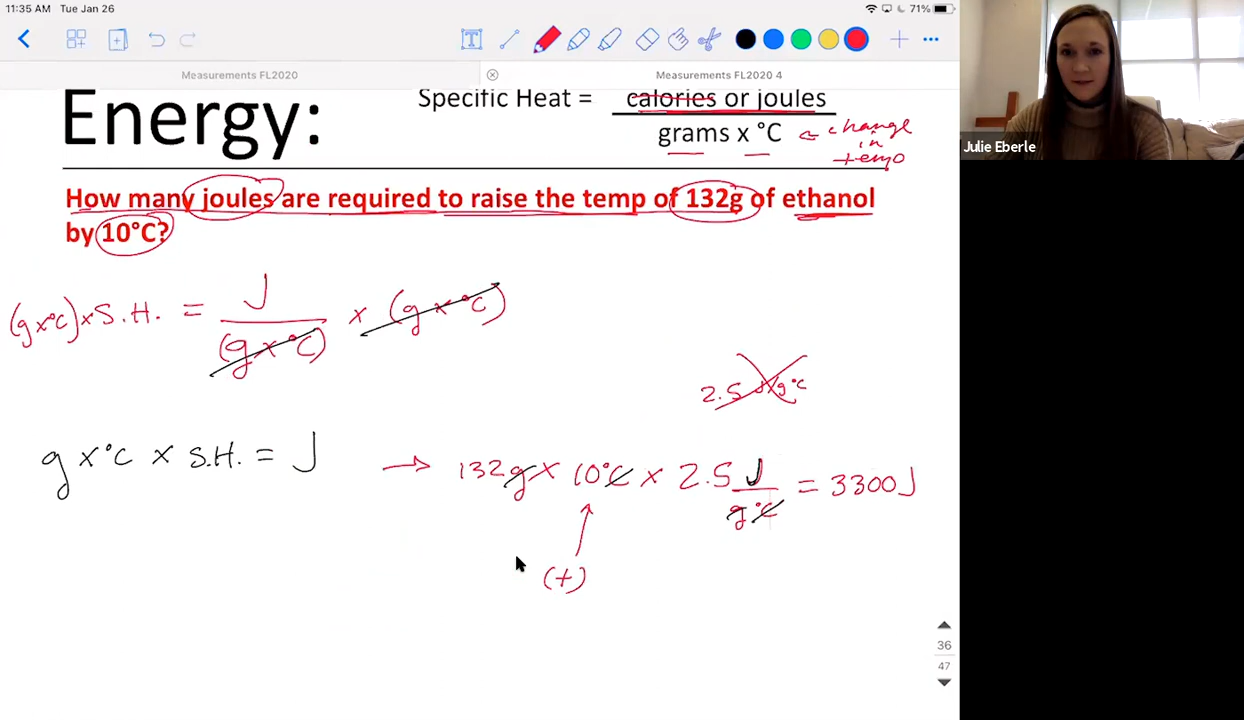 11:35 AM Tue Jan 26
71%
Measurements FL2020
Measurements FL2020 4
Energy:
Specific Heat = calories or joules
grams x °C ← change
in
temp
Julie Eberle
How many joules are required to raise the temp of 132g of ethanol
by 10°C?
(g x °C) x S.H. = J / (g x °C) x (g x °C)
2.5 J/g°C
g x °C x S.H. = J → 132g x 10°C x 2.5 J / g°C = 3300J
(+)
36
47